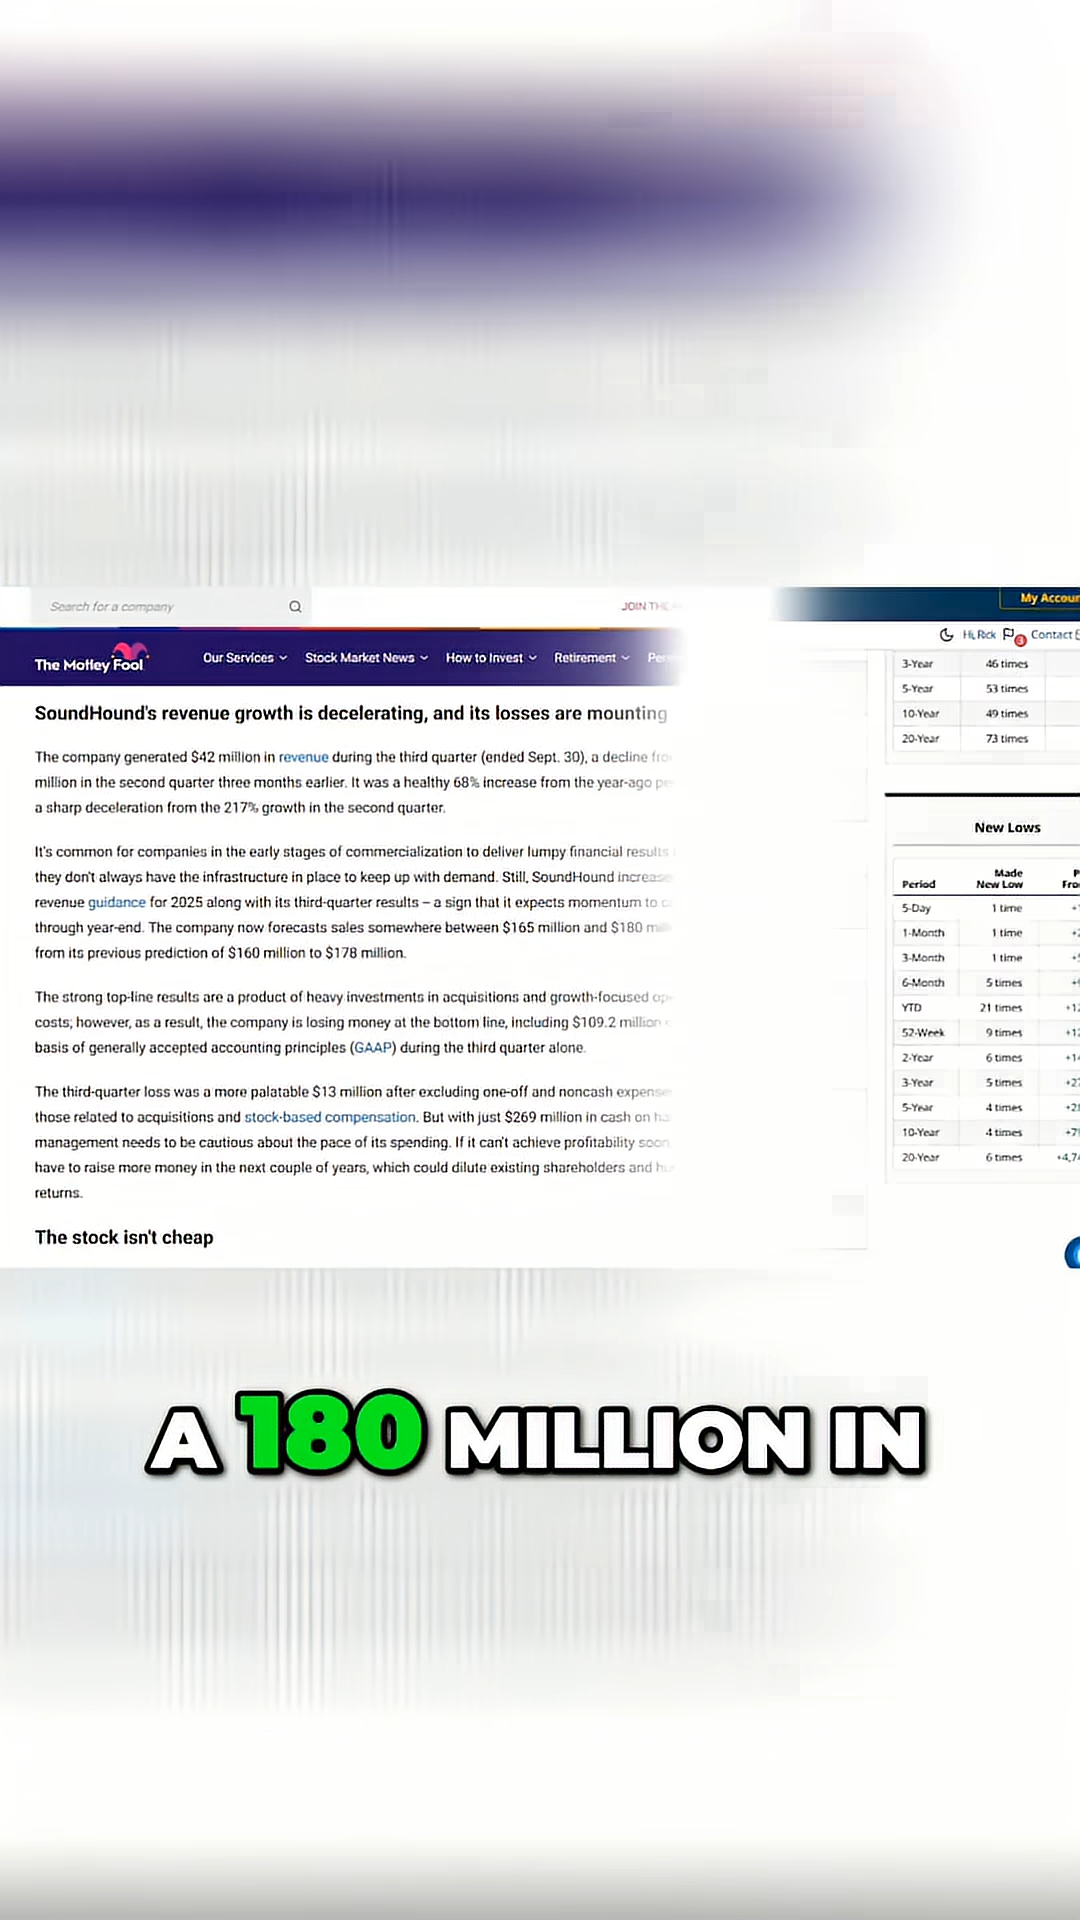 Search for a company
JOIN THE
My Accoun
Hi, Rick
3
Contact
The Motley Fool
Our Services
Stock Market News
How to Invest
Retirement
3-Year 46 times
5-Year 53 times
10-Year 49 times
20-Year 73 times
SoundHound's revenue growth is decelerating, and its losses are mounting
The company generated $42 million in revenue during the third quarter (ended Sept. 30), a decline
million in the second quarter three months earlier. It was a healthy 68% increase from the year-ago
a sharp deceleration from the 217% growth in the second quarter.
It's common for companies in the early stages of commercialization to deliver lumpy financial results
they don't always have the infrastructure in place to keep up with demand. Still, SoundHound increase
revenue guidance for 2025 along with its third-quarter results – a sign that it expects momentum to
through year-end. The company now forecasts sales somewhere between $165 million and $180
from its previous prediction of $160 million to $178 million.
The strong top-line results are a product of heavy investments in acquisitions and growth-focused
costs; however, as a result, the company is losing money at the bottom line, including $109.2 million
basis of generally accepted accounting principles (GAAP) during the third quarter alone.
The third-quarter loss was a more palatable $13 million after excluding one-off and noncash expense
those related to acquisitions and stock-based compensation. But with just $269 million in cash on
management needs to be cautious about the pace of its spending. If it can't achieve profitability soon
have to raise more money in the next couple of years, which could dilute existing shareholders and
returns.
The stock isn't cheap
New Lows
Period Made New Low
5-Day 1 time
1-Month 1 time
3-Month 1 time
6-Month 5 times
YTD 21 times
52-Week 9 times
2-Year 6 times
3-Year 5 times
5-Year 4 times
10-Year 4 times
20-Year 6 times
A 180 MILLION IN